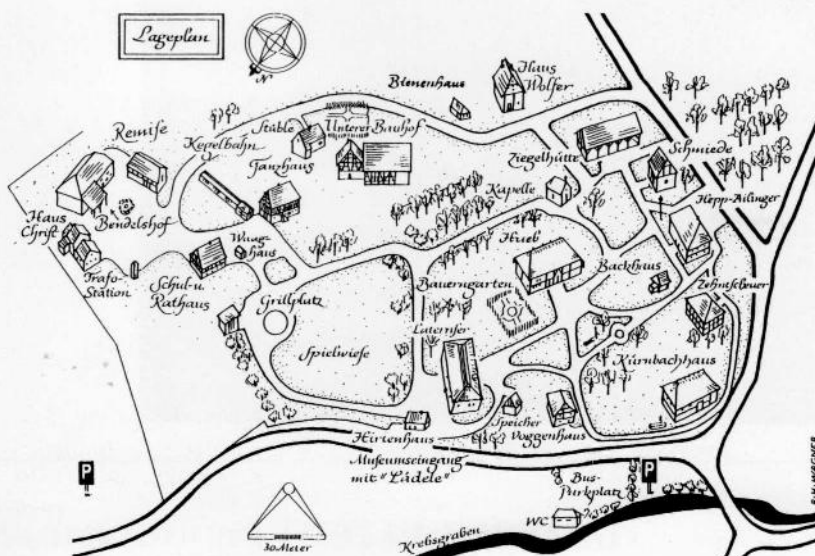 Lageplan
N
Bienenhaus
Haus
Wolfer
Remise
Kegelbahn
Stüble
Unterer Bauhof
Tanzhaus
Ziegelhütte
Schmiede
Hepp-Ailinger
Kapelle
Haus
Christ
Bendelshof
Trafo-
Station
Schul-u.
Rathaus
Waag-
haus
Grillplatz
Hueb
Backhaus
Bauerngarten
Zehntscheuer
Laternser
Spielwiese
Kürnbachhaus
Hirtenhaus
Speicher
Voggenhaus
Museumseingang
mit "Lädele"
P
P
Bus-
Parkplatz
WC
Krebsgraben
30 Meter